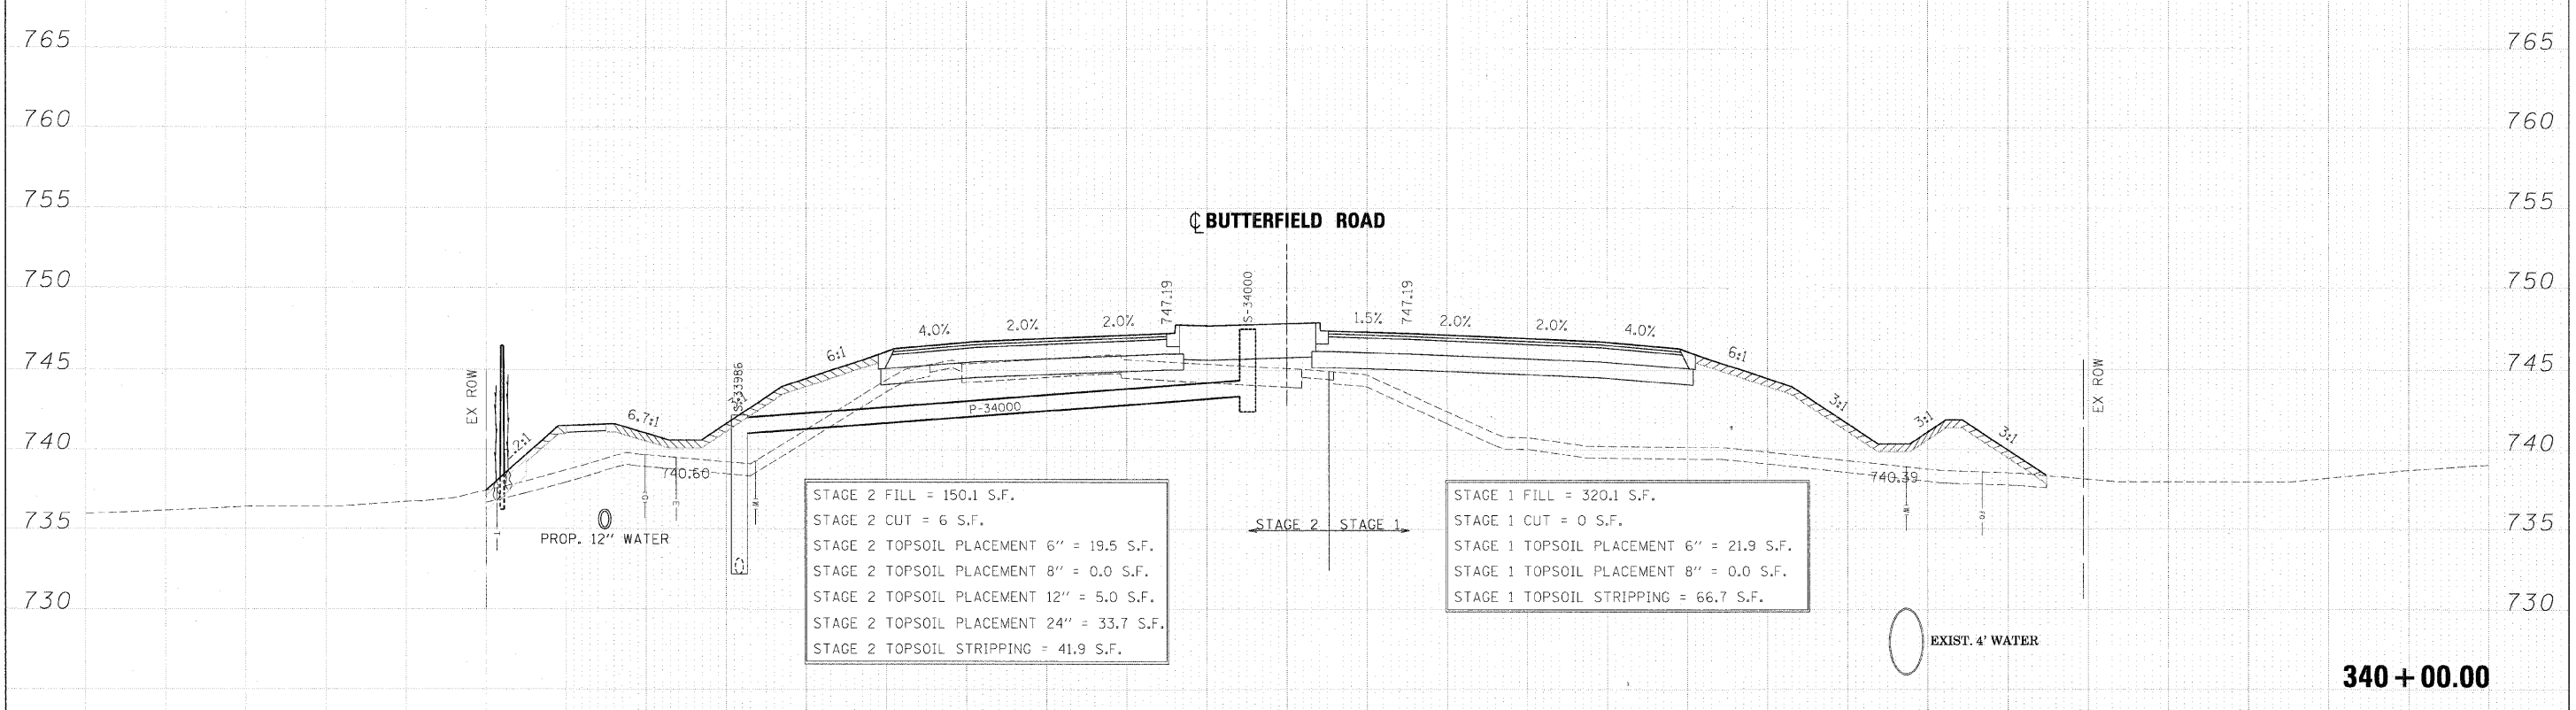 765 765
760 760
755 755
℄ BUTTERFIELD ROAD
750 750
747.19 S-34000 747.19
4.0% 2.0% 2.0% 1.5% 2.0% 2.0% 4.0%
745 745
6:1 6:1
EX ROW EX ROW
S-33986 3:1
P-34000
2:1 6.7:1 3:1 3:1 3:1
740 740
740.60 740.39
STAGE 2 FILL = 150.1 S.F.
STAGE 2 CUT = 6 S.F.
STAGE 2 TOPSOIL PLACEMENT 6" = 19.5 S.F.
STAGE 2 TOPSOIL PLACEMENT 8" = 0.0 S.F.
STAGE 2 TOPSOIL PLACEMENT 12" = 5.0 S.F.
STAGE 2 TOPSOIL PLACEMENT 24" = 33.7 S.F.
STAGE 2 TOPSOIL STRIPPING = 41.9 S.F.
STAGE 2 STAGE 1
STAGE 1 FILL = 320.1 S.F.
STAGE 1 CUT = 0 S.F.
STAGE 1 TOPSOIL PLACEMENT 6" = 21.9 S.F.
STAGE 1 TOPSOIL PLACEMENT 8" = 0.0 S.F.
STAGE 1 TOPSOIL STRIPPING = 66.7 S.F.
735 735
PROP. 12" WATER
730 730
EXIST. 4' WATER
340+00.00